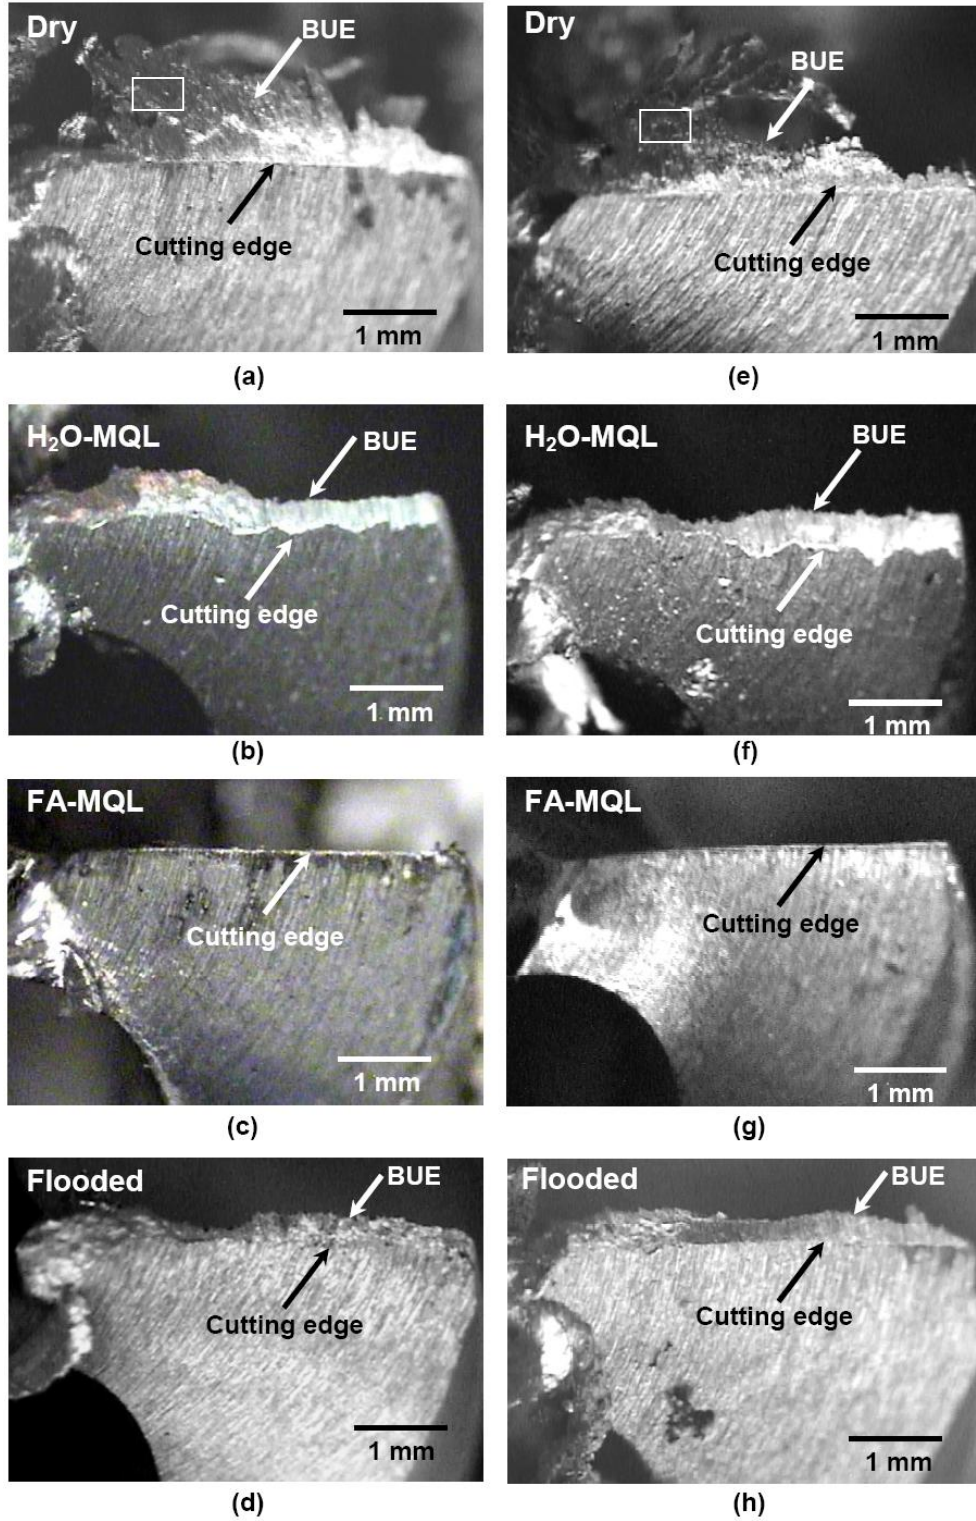 Dry
BUE
Cutting edge
1 mm
(a)
Dry
BUE
Cutting edge
1 mm
(e)
H₂O-MQL
BUE
Cutting edge
1 mm
(b)
H₂O-MQL
BUE
Cutting edge
1 mm
(f)
FA-MQL
Cutting edge
1 mm
(c)
FA-MQL
Cutting edge
1 mm
(g)
Flooded
BUE
Cutting edge
1 mm
(d)
Flooded
BUE
Cutting edge
1 mm
(h)